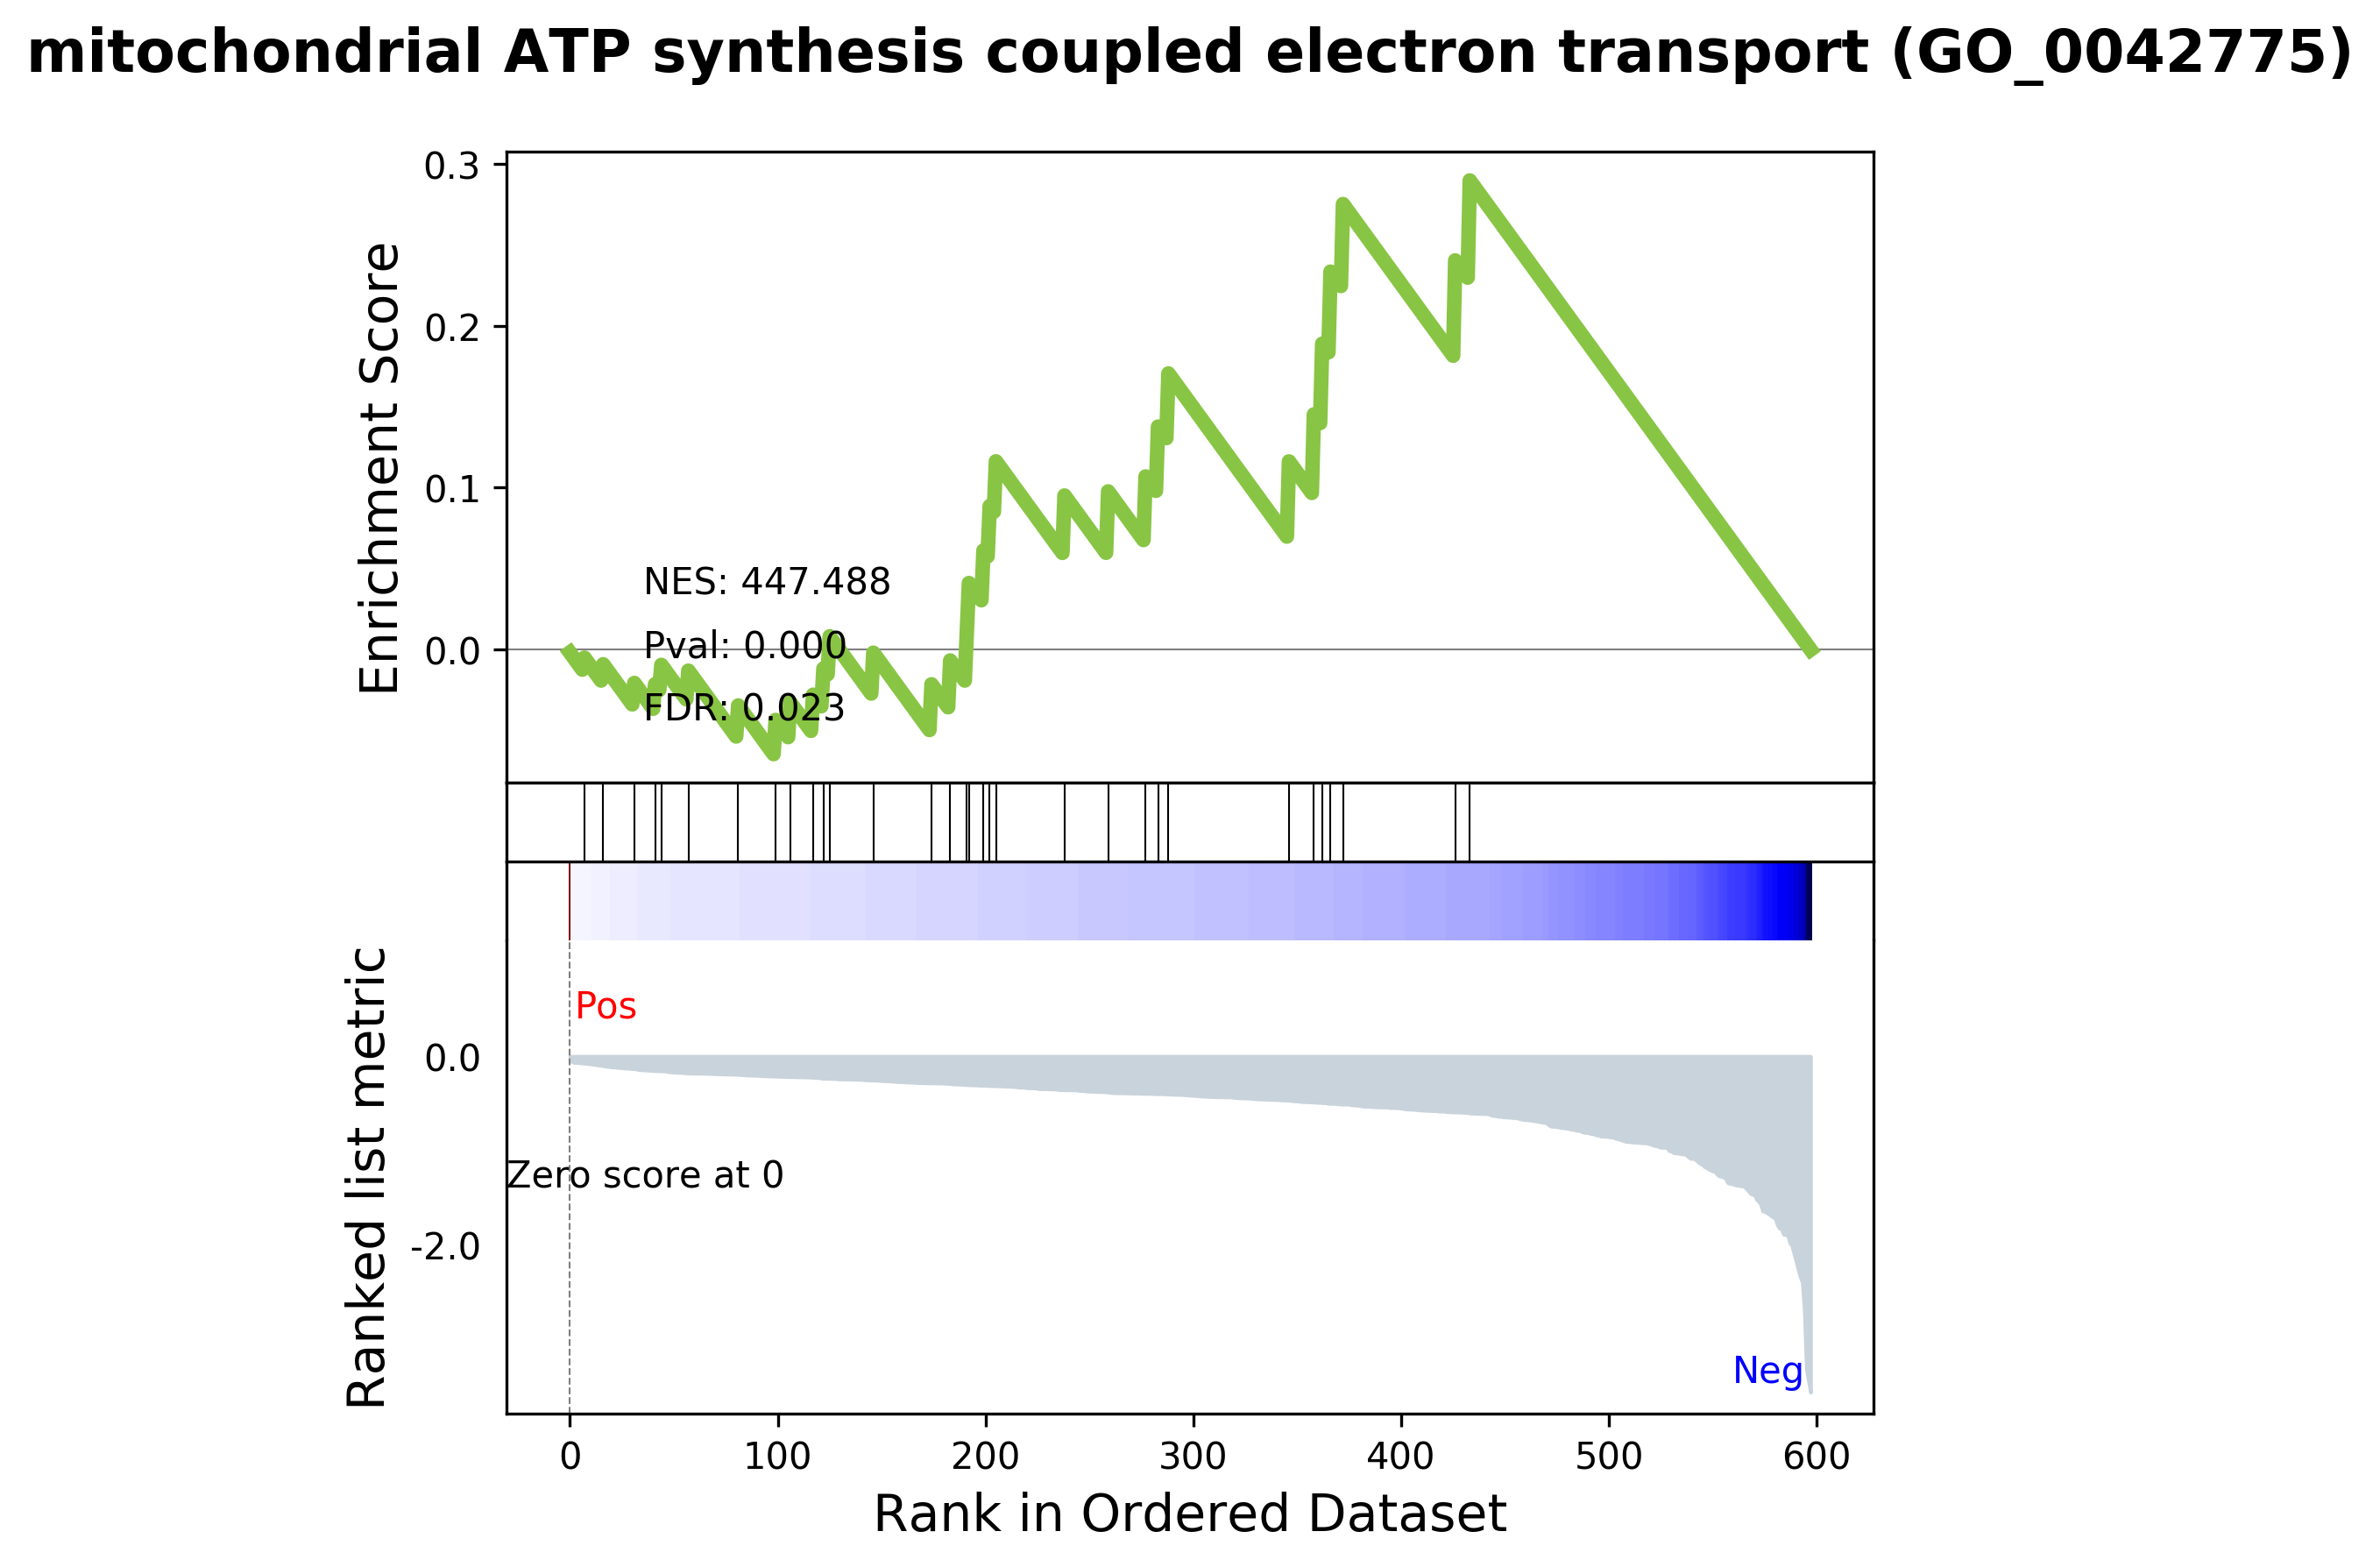 mitochondrial ATP synthesis coupled electron transport (GO_0042775)
0.3
0.2
0.1
0.0
Enrichment Score
NES: 447.488
Pval: 0.000
FDR: 0.023
Pos
0.0
-2.0
Ranked list metric
Zero score at 0
Neg
0 100 200 300 400 500 600
Rank in Ordered Dataset